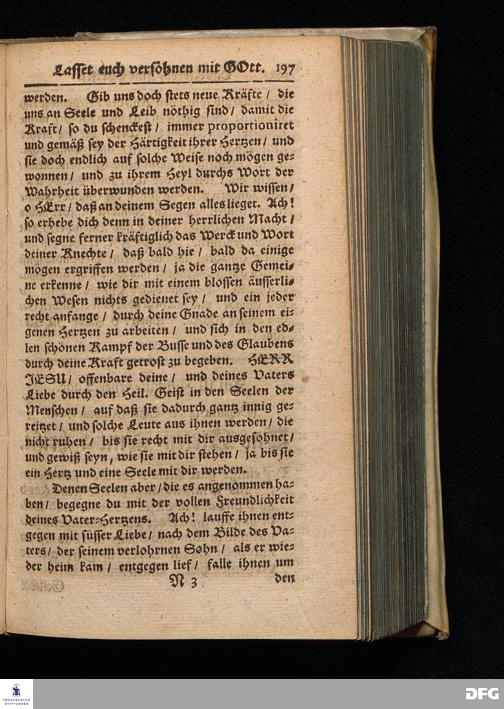 Lasset euch versöhnen mit GOtt. 197
werden. Gib uns doch stets neue Kräfte / die
uns an Seele und Leib nöthig sind / damit die
Kraft / so du schenckest / immer proportioniret
und gemäß sey der Härtigkeit ihrer Hertzen / und
sie doch endlich auf solche Weise noch mögen ge-
wonnen / und zu ihrem Heyl durchs Wort der
Wahrheit überwunden werden. Wir wissen /
o HErr / daß an deinem Segen alles lieget. Ach!
so erhebe dich denn in deiner herrlichen Macht /
und segne ferner kräftiglich das Werck und Wort
deiner Knechte / daß bald hie / bald da einige
mögen ergriffen werden / ja die gantze Gemei-
ne erkenne / wie dir mit einem blossen äusserli-
chen Wesen nichts gedienet sey / und ein jeder
recht anfange / durch deine Gnade an seinem ei-
genen Hertzen zu arbeiten / und sich in den ed-
len schönen Kampf der Busse und des Glaubens
durch deine Kraft getrost zu begeben. HERR
JESU / offenbare deine / und deines Vaters
Liebe durch den Heil. Geist in den Seelen der
Menschen / auf daß sie dadurch gantz innig ge-
reitzet / und solche Leute aus ihnen werden / die
nicht ruhen / bis sie recht mit dir ausgesöhnet /
und gewiß seyn, wie sie mit dir stehen / ja bis sie
ein Hertz und eine Seele mit dir werden.
Denen Seelen aber / die es angenommen ha-
ben / begegne du mit der vollen Freundlichkeit
deines Vater-Hertzens. Ach! lauffe ihnen ent-
gegen mit süsser Liebe / nach dem Bilde des Va-
ters / der seinem verlohrnen Sohn / als er wie-
der heim kam / entgegen lief / falle ihnen um
N 3 den
FRANCKESCHE
STIFTUNGEN
DFG